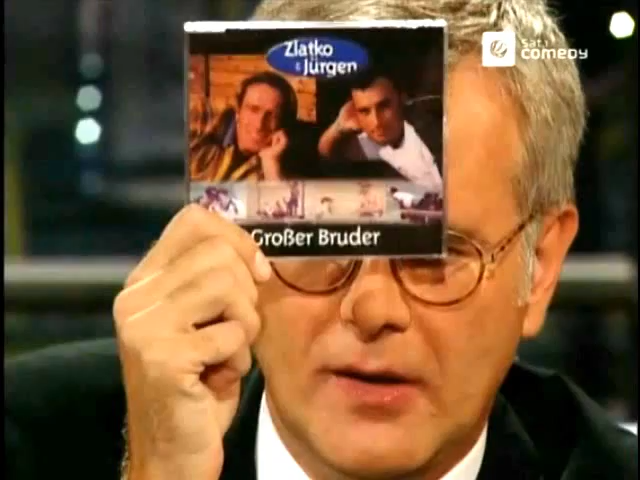 Zlatko
& Jürgen
Großer Bruder
Sat.1
COMEDY